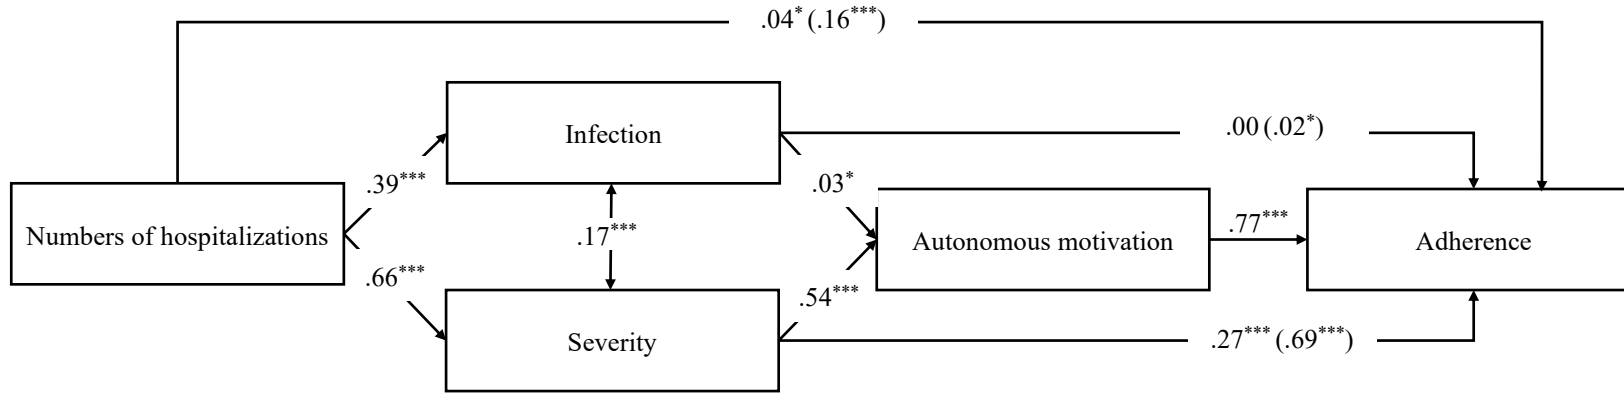 .04* (.16***)
Infection
.00 (.02*)
.39***
.03*
Numbers of hospitalizations
.17***
Autonomous motivation
.77***
Adherence
.66***
.54***
Severity
.27*** (.69***)